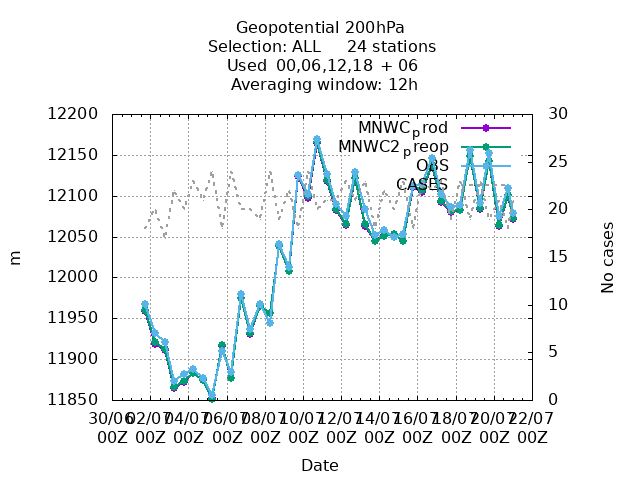 Geopotential 200hPa
Selection: ALL 24 stations
Used 00,06,12,18 + 06
Averaging window: 12h
MNWCprod
MNWC2preop
OBS
CASES
12200
12150
12100
12050
12000
11950
11900
11850
m
30
25
20
15
10
5
0
No cases
30/06 02/07 04/07 06/07 08/07 10/07 12/07 14/07 16/07 18/07 20/07 22/07
00Z 00Z 00Z 00Z 00Z 00Z 00Z 00Z 00Z 00Z 00Z 00Z
Date